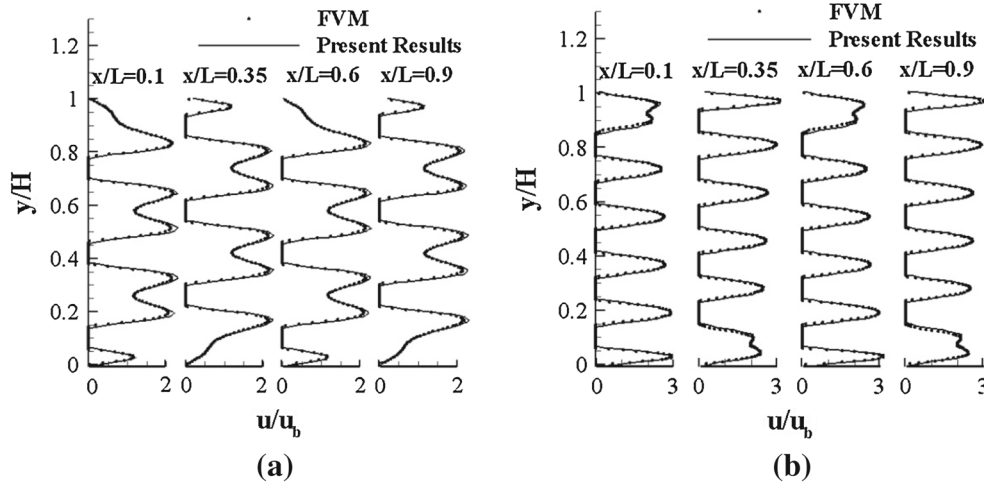 FVM
Present Results
x/L=0.1 x/L=0.35 x/L=0.6 x/L=0.9
1.2
1
0.8
0.6
0.4
0.2
0
y/H
0 2 0 2 0 2 0 2
u/u_b
(a)
FVM
Present Results
x/L=0.1 x/L=0.35 x/L=0.6 x/L=0.9
1.2
1
0.8
0.6
0.4
0.2
0
y/H
0 3 0 3 0 3 0 3
u/u_b
(b)